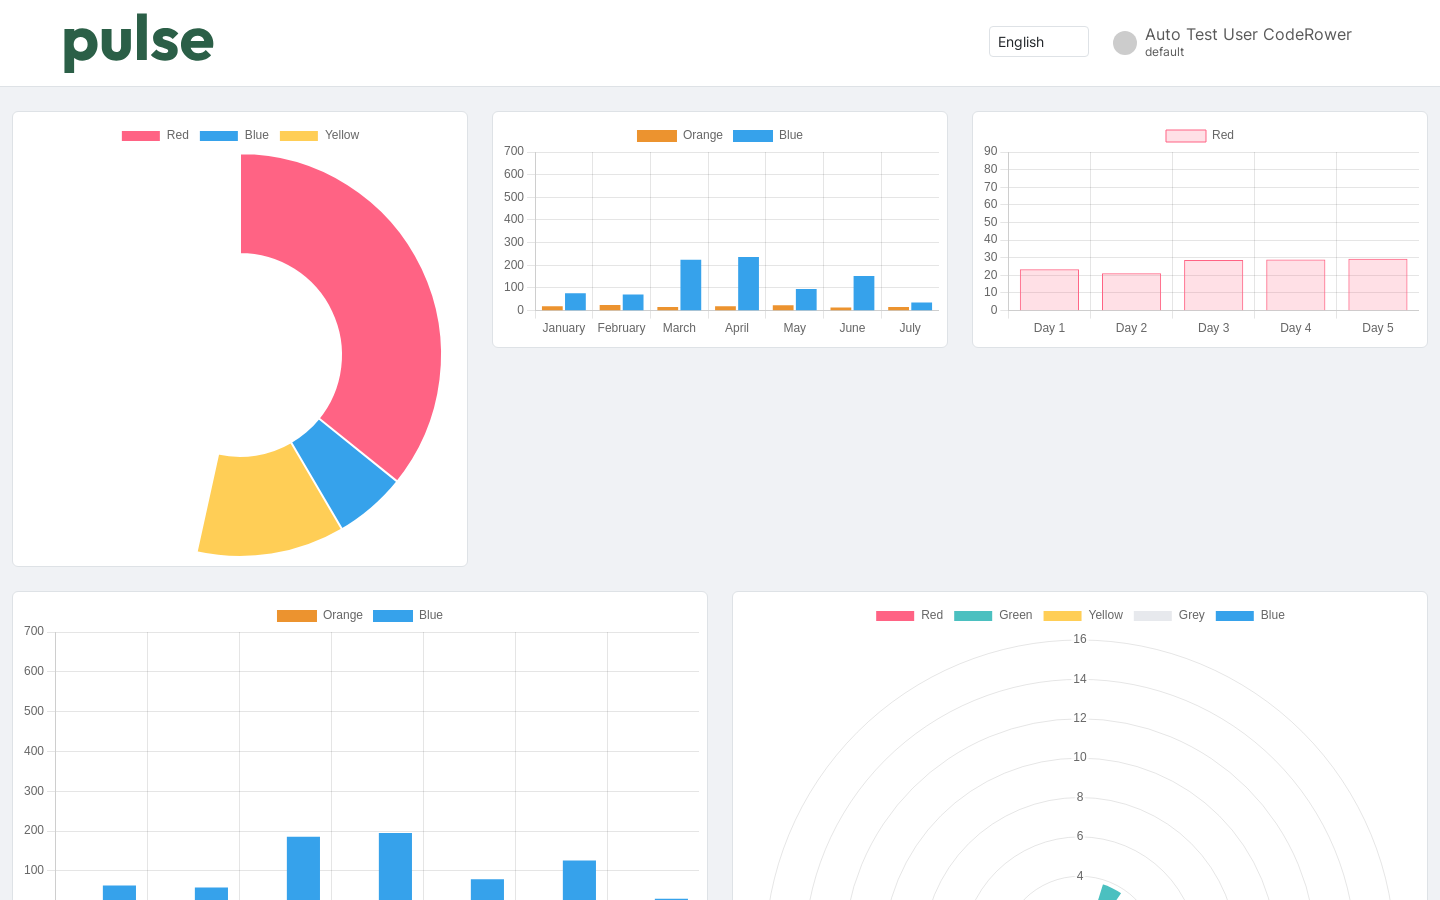 pulse
English
Auto Test User CodeRower
default
Red Blue Yellow
Orange Blue
700
600
500
400
300
200
100
0
January February March April May June July
Red
90
80
70
60
50
40
30
20
10
0
Day 1 Day 2 Day 3 Day 4 Day 5
Orange Blue
700
600
500
400
300
200
100
Red Green Yellow Grey Blue
16
14
12
10
8
6
4